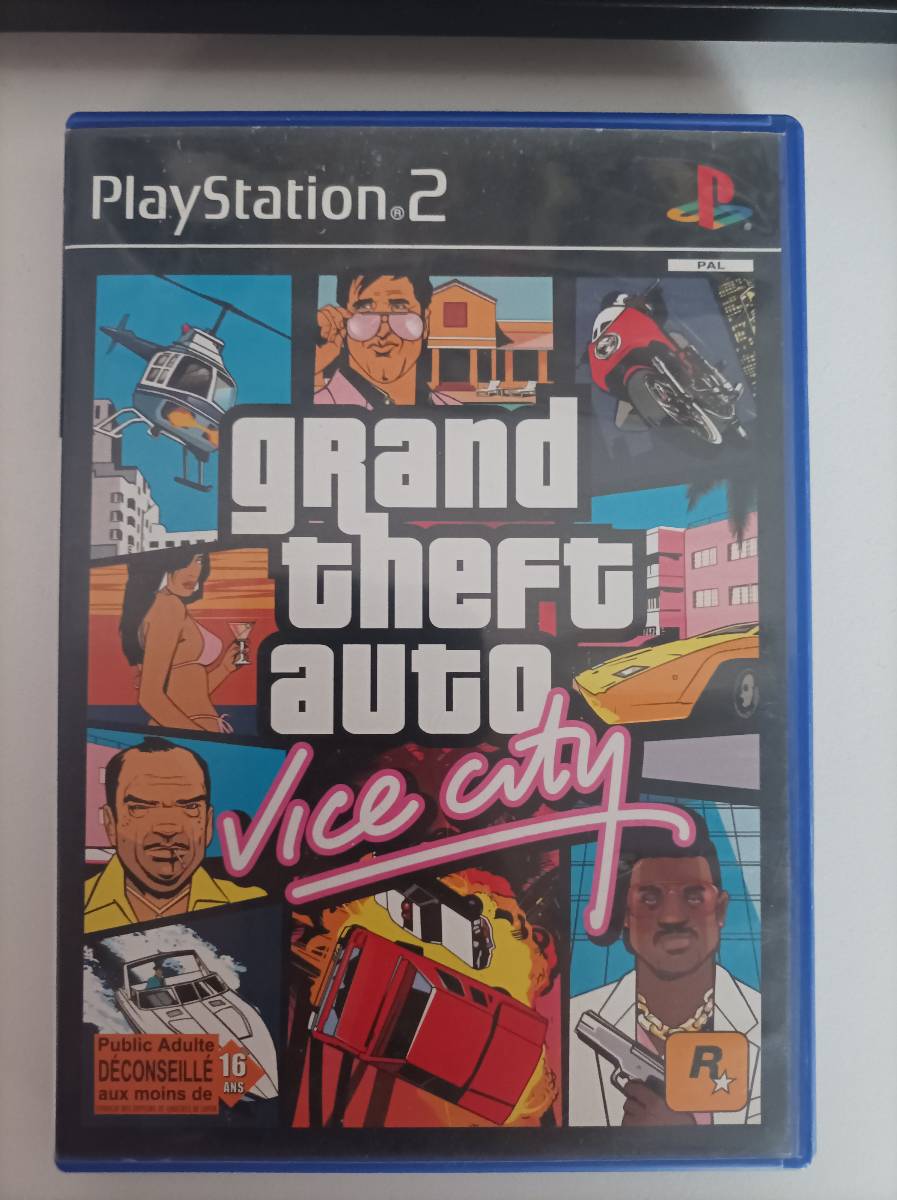 PlayStation®2
PAL
grand
theft
auto
Vice City
Public Adulte
DÉCONSEILLÉ
aux moins de
16
ANS
R